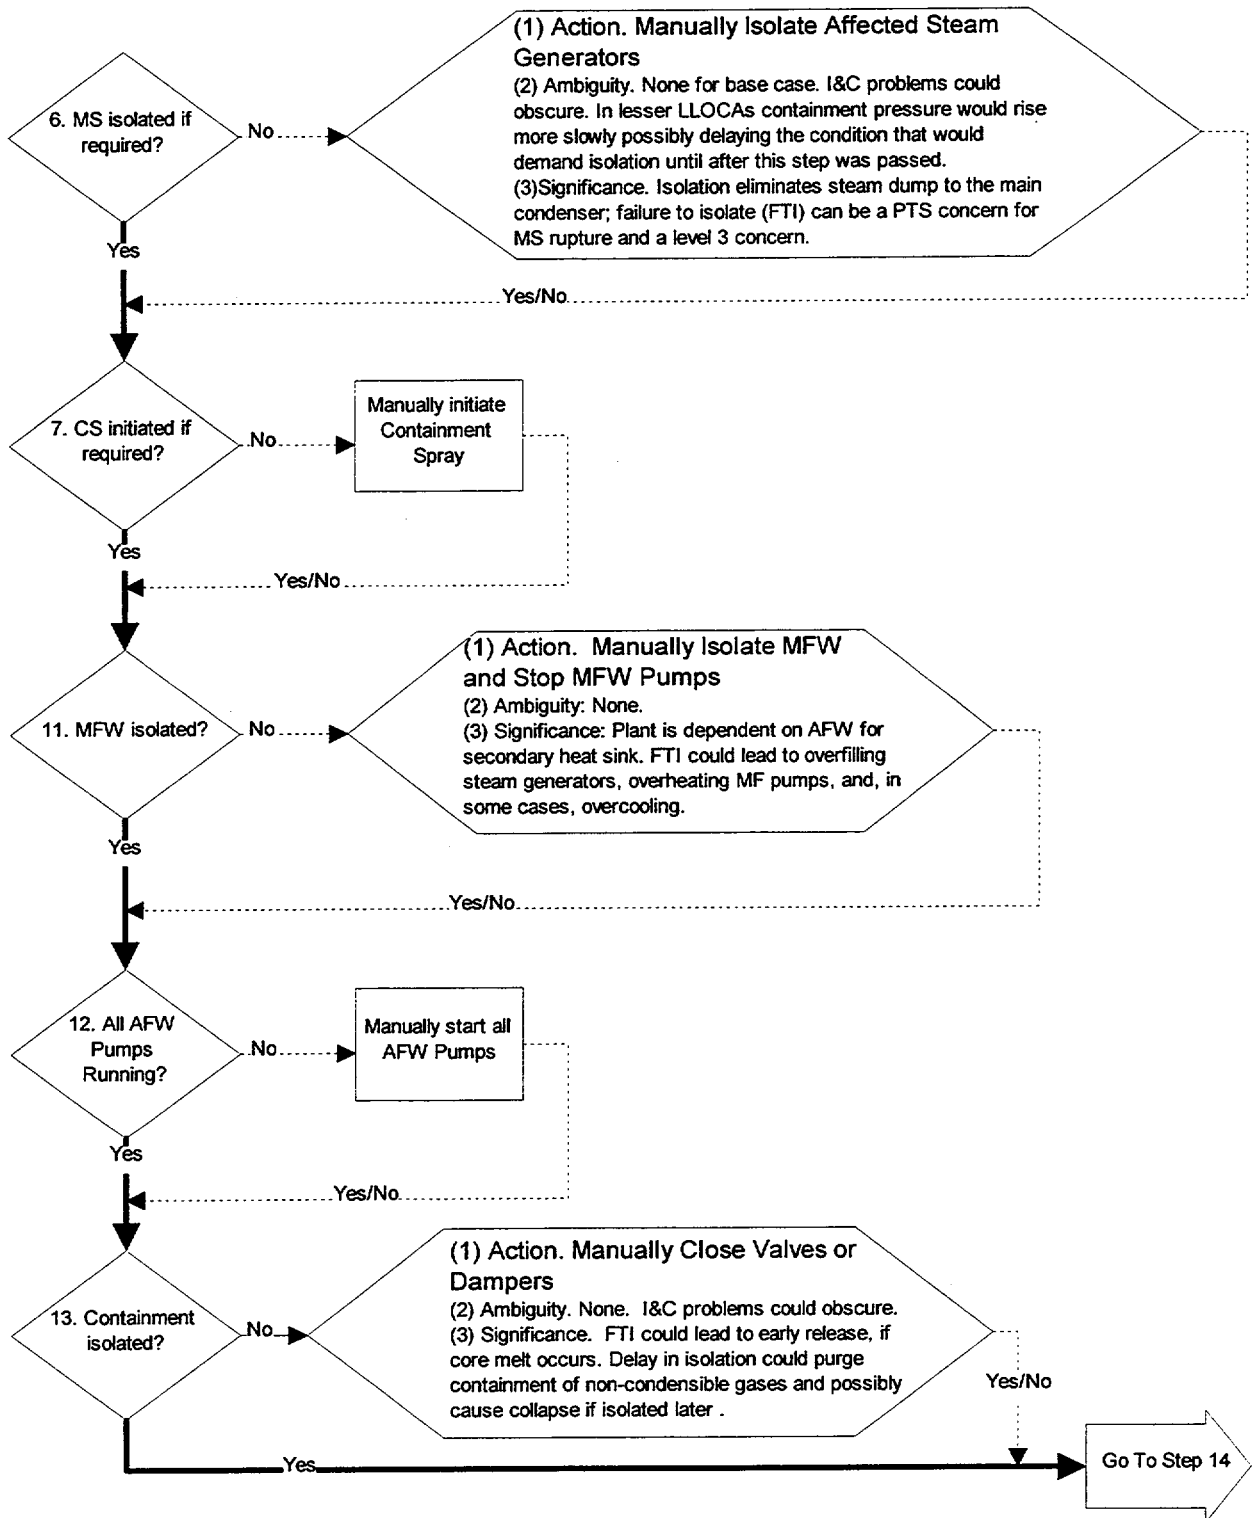 (1) Action. Manually Isolate Affected Steam
Generators
(2) Ambiguity. None for base case. I&C problems could
obscure. In lesser LLOCAs containment pressure would rise
more slowly possibly delaying the condition that would
demand isolation until after this step was passed.
(3)Significance. Isolation eliminates steam dump to the main
condenser; failure to isolate (FTI) can be a PTS concern for
MS rupture and a level 3 concern.
6. MS isolated if
required?
No
Yes
Yes/No
7. CS initiated if
required?
No
Manually initiate
Containment
Spray
Yes
Yes/No
(1) Action. Manually Isolate MFW
and Stop MFW Pumps
(2) Ambiguity: None.
(3) Significance: Plant is dependent on AFW for
secondary heat sink. FTI could lead to overfilling
steam generators, overheating MF pumps, and, in
some cases, overcooling.
11. MFW isolated?
No
Yes
Yes/No
12. All AFW
Pumps
Running?
No
Manually start all
AFW Pumps
Yes
Yes/No
(1) Action. Manually Close Valves or
Dampers
(2) Ambiguity. None. I&C problems could obscure.
(3) Significance. FTI could lead to early release, if
core melt occurs. Delay in isolation could purge
containment of non-condensible gases and possibly
cause collapse if isolated later .
13. Containment
isolated?
No
Yes/No
Yes
Go To Step 14